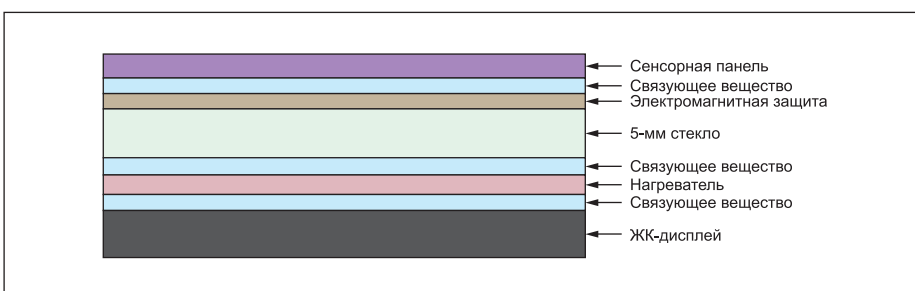 Сенсорная панель
Связующее вещество
Электромагнитная защита
5-мм стекло
Связующее вещество
Нагреватель
Связующее вещество
ЖК-дисплей